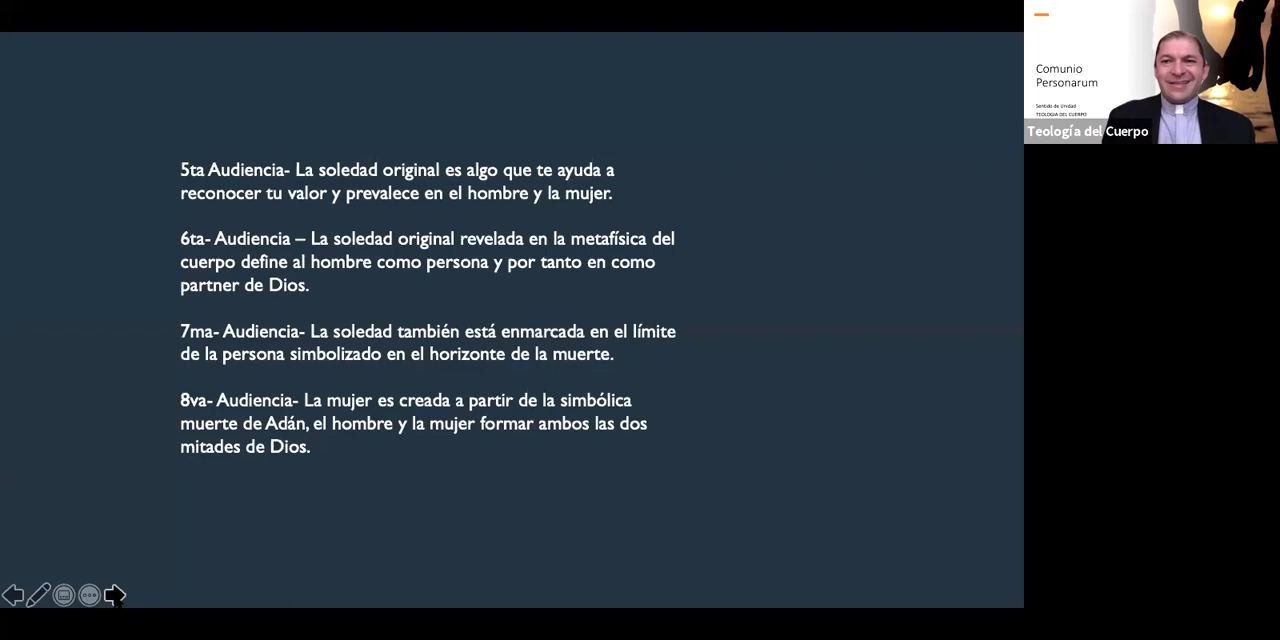 5ta Audiencia- La soledad original es algo que te ayuda a
reconocer tu valor y prevalece en el hombre y la mujer.
6ta- Audiencia – La soledad original revelada en la metafísica del
cuerpo define al hombre como persona y por tanto en como
partner de Dios.
7ma- Audiencia- La soledad también está enmarcada en el límite
de la persona simbolizado en el horizonte de la muerte.
8va- Audiencia- La mujer es creada a partir de la simbólica
muerte de Adán, el hombre y la mujer formar ambos las dos
mitades de Dios.
Comunio
Personarum
Sentido de Unidad
TEOLOGIA DEL CUERPO
Teología del Cuerpo